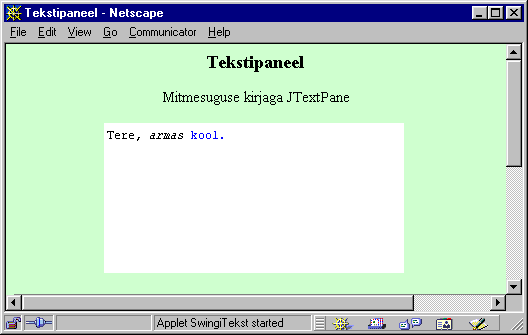 Tekstipaneel - Netscape
File Edit View Go Communicator Help
Tekstipaneel
Mitmesuguse kirjaga JTextPane
Tere, armas kool.
Applet SwingiTekst started